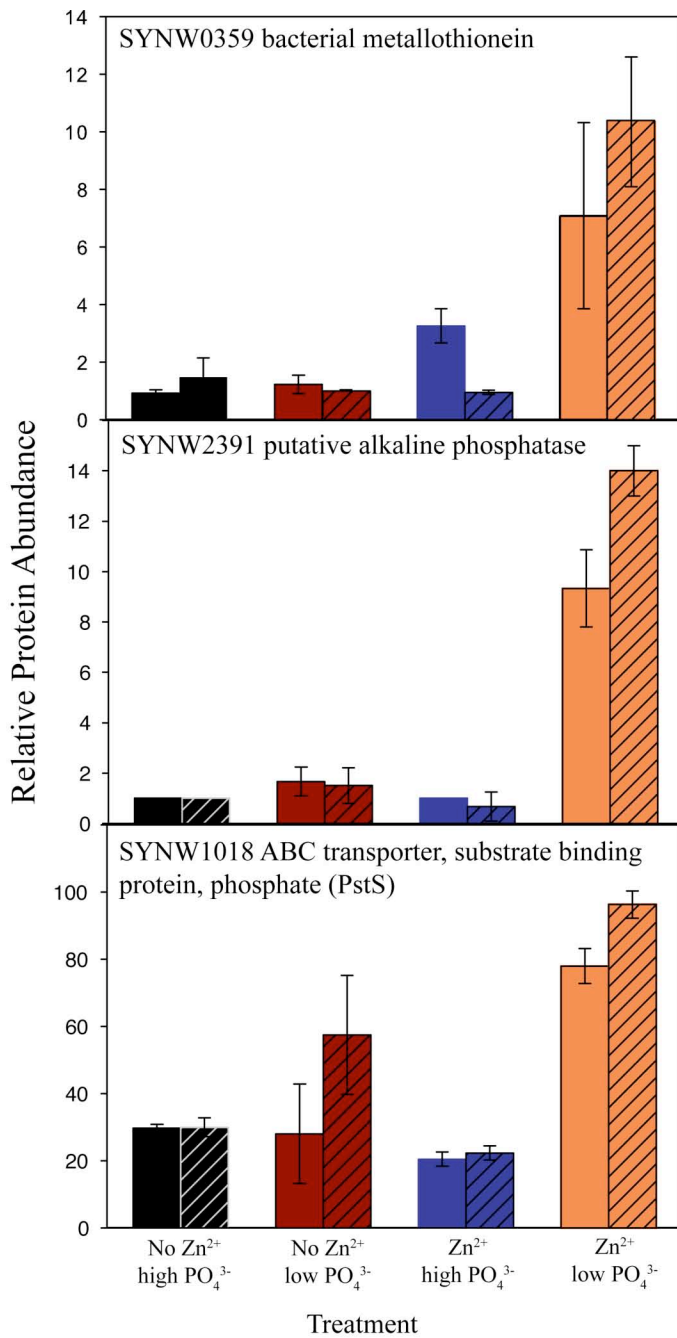 14
SYNW0359 bacterial metallothionein
12
10
8
6
4
2
0
SYNW2391 putative alkaline phosphatase
14
12
10
8
6
4
2
0
SYNW1018 ABC transporter, substrate binding
protein, phosphate (PstS)
100
80
60
40
20
0
Relative Protein Abundance
No Zn²⁺
high PO₄³⁻
No Zn²⁺
low PO₄³⁻
Zn²⁺
high PO₄³⁻
Zn²⁺
low PO₄³⁻
Treatment